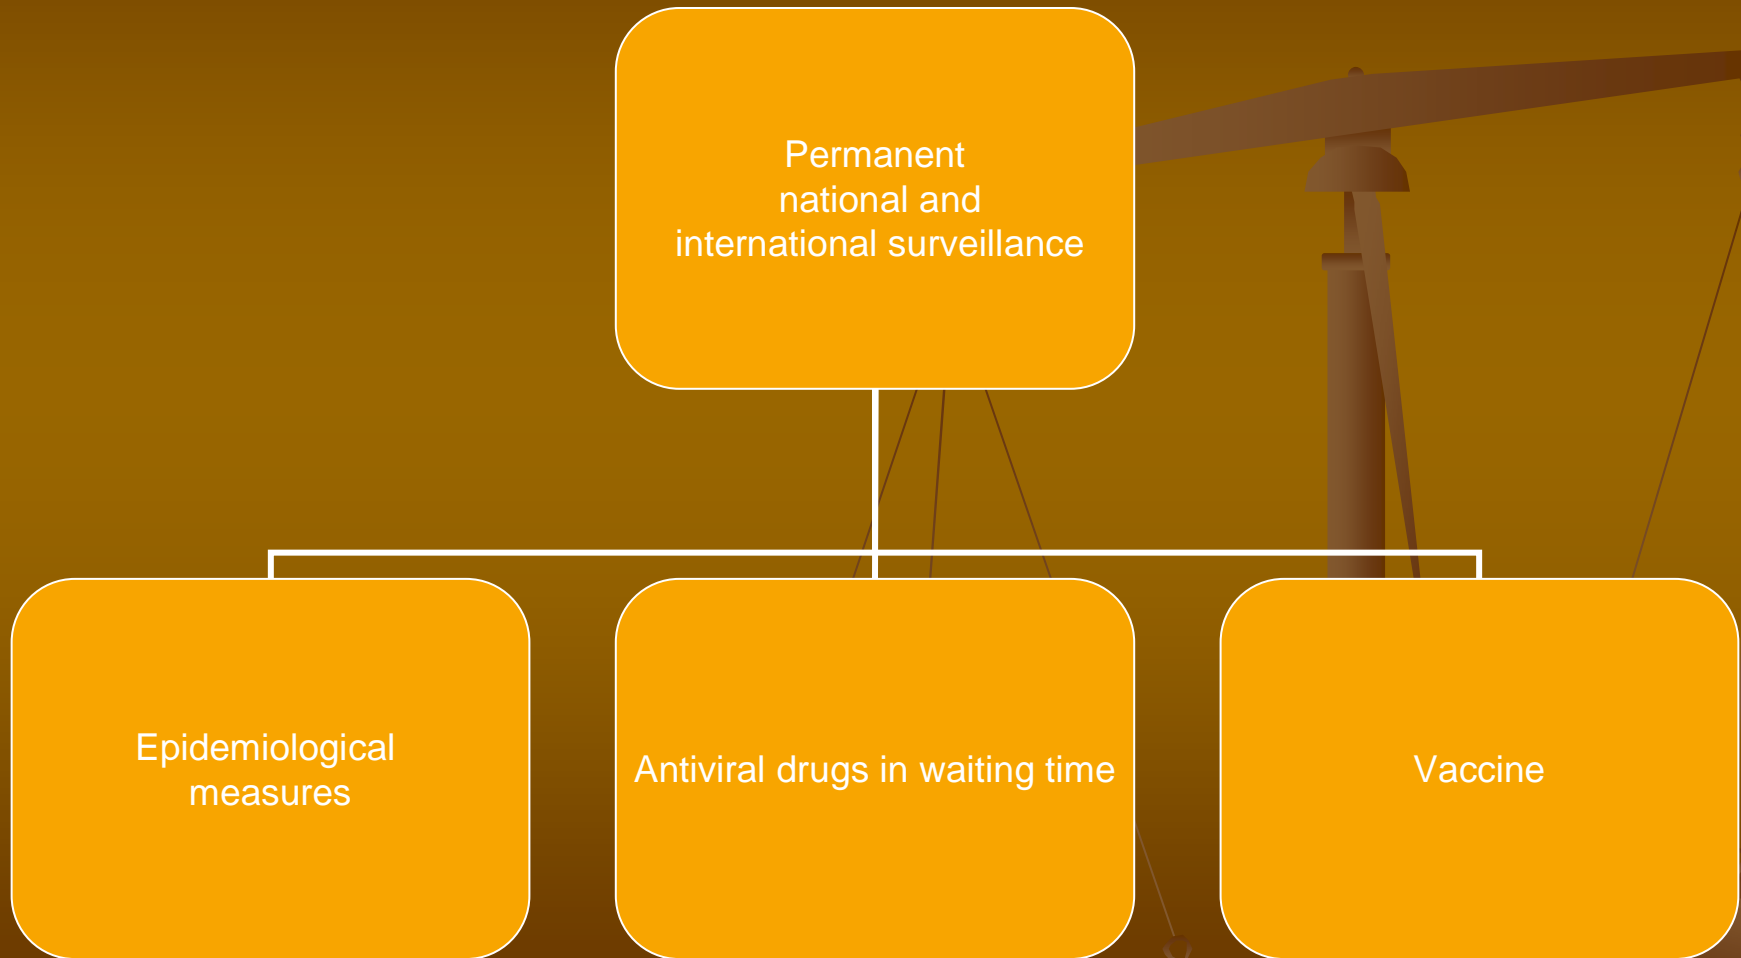 Permanent
national and
international surveillance
Epidemiological
measures
Antiviral drugs in waiting time
Vaccine